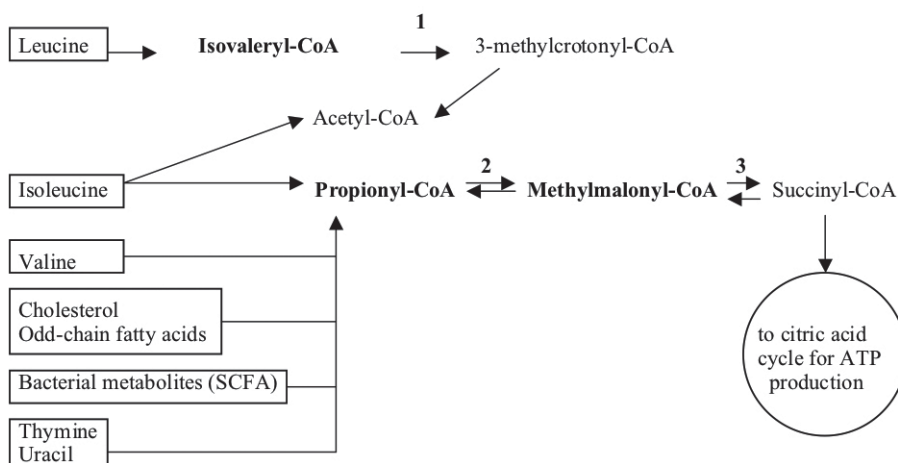 1
Leucine
Isovaleryl-CoA
3-methylcrotonyl-CoA
Acetyl-CoA
Isoleucine
2
3
Propionyl-CoA
Methylmalonyl-CoA
Succinyl-CoA
Valine
Cholesterol
Odd-chain fatty acids
Bacterial metabolites (SCFA)
Thymine
Uracil
to citric acid
cycle for ATP
production